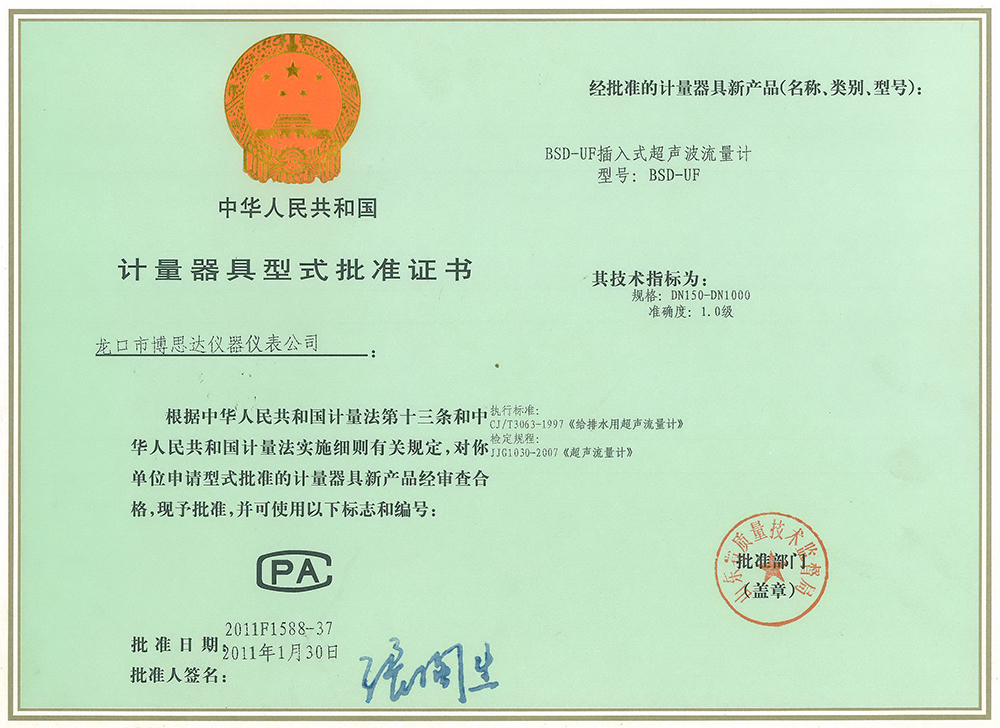 中华人民共和国
计量器具型式批准证书
龙口市博思达仪器仪表公司：
根据中华人民共和国计量法第十三条和中
华人民共和国计量法实施细则有关规定，对你
单位申请型式批准的计量器具新产品经审查合
格，现予批准，并可使用以下标志和编号：
CPA
2011F1588-37
批准日期：2011年1月30日
批准人签名：
经批准的计量器具新产品（名称、类别、型号）：
BSD-UF插入式超声波流量计
型号：BSD-UF
其技术指标为：
规格：DN150-DN1000
准确度：1.0级
执行标准：
CJ/T3063-1997《给排水用超声流量计》
检定规程：
JJG1030-2007《超声流量计》
山东省质量技术监督局
批准部门
（盖章）